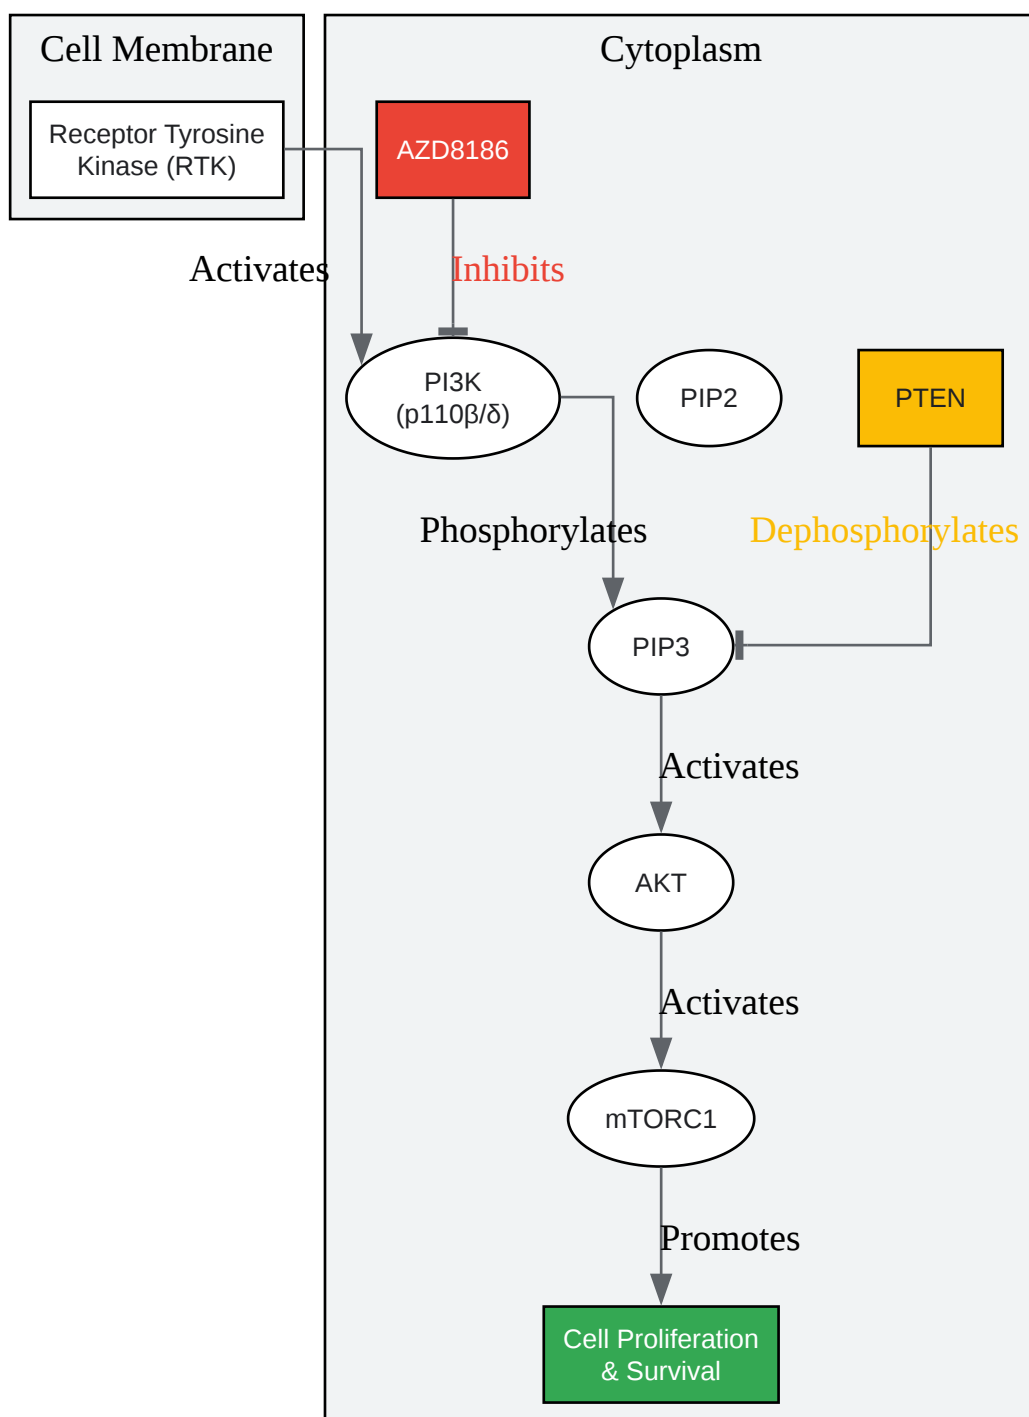 Cell Membrane
Cytoplasm
Receptor Tyrosine
Kinase (RTK)
AZD8186
Activates
Inhibits
PI3K
(p110β/δ)
PIP2
PTEN
Phosphorylates
Dephosphorylates
PIP3
Activates
AKT
Activates
mTORC1
Promotes
Cell Proliferation
& Survival